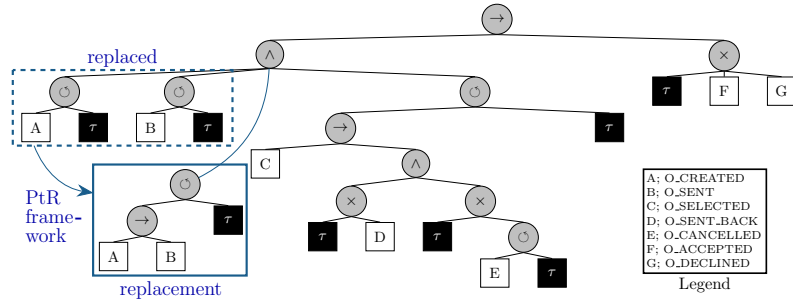 →
replaced
∧
×
↺
↺
↺
τ
F
G
A
τ
B
τ
→
τ
C
∧
PtR
frame-
work
↺
→
τ
×
×
τ
D
τ
↺
A
B
E
τ
replacement
A; O_CREATED
B; O_SENT
C; O_SELECTED
D; O_SENT_BACK
E; O_CANCELLED
F; O_ACCEPTED
G; O_DECLINED
Legend